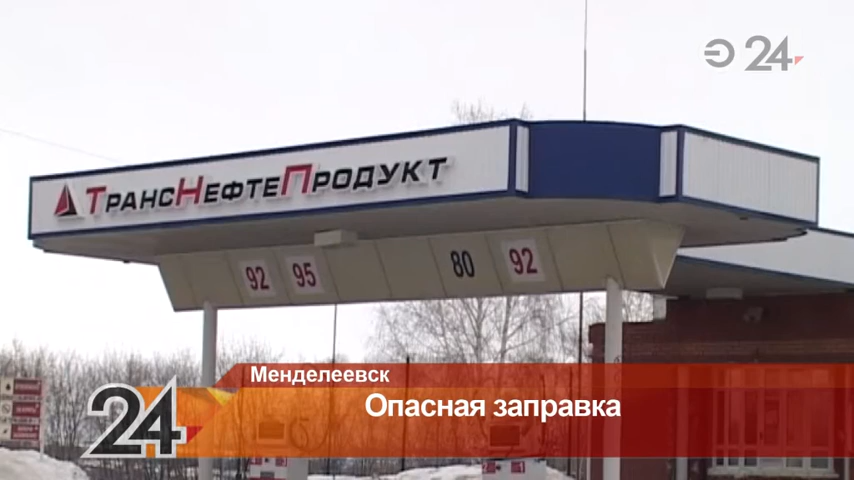 Э 24
ТрансНефтеПродукт
92 95 80 92
Менделеевск
Опасная заправка
24